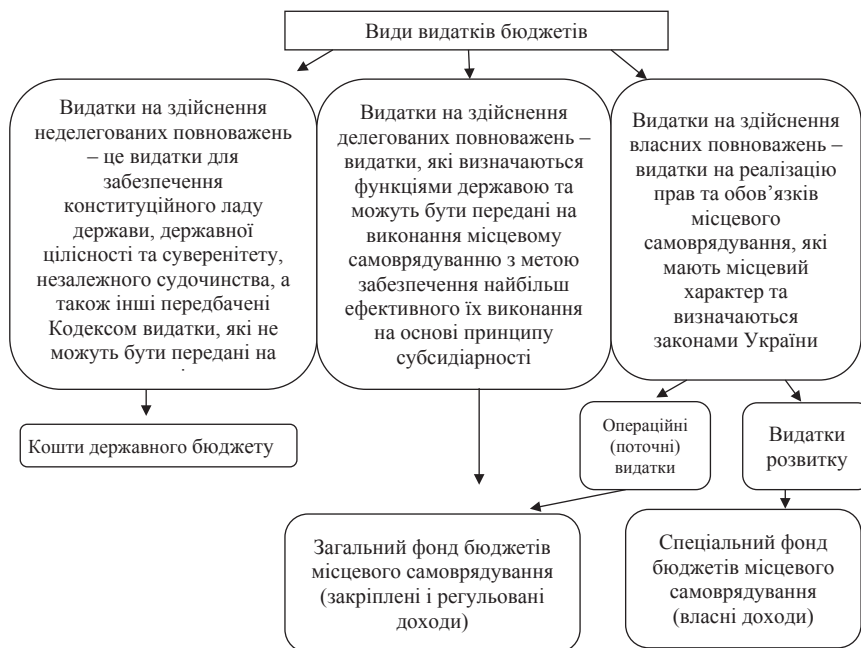 Види видатків бюджетів
Видатки на здійснення
неделегованих повноважень
– це видатки для
забезпечення
конституційного ладу
держави, державної
цілісності та суверенітету,
незалежного судочинства, а
також інші передбачені
Кодексом видатки, які не
можуть бути передані на
Видатки на здійснення
делегованих повноважень –
видатки, які визначаються
функціями державою та
можуть бути передані на
виконання місцевому
самоврядуванню з метою
забезпечення найбільш
ефективного їх виконання
на основі принципу
субсидіарності
Видатки на здійснення
власних повноважень –
видатки на реалізацію
прав та обов’язків
місцевого
самоврядування, які
мають місцевий
характер та
визначаються
законами України
Кошти державного бюджету
Операційні
(поточні)
видатки
Видатки
розвитку
Загальний фонд бюджетів
місцевого самоврядування
(закріплені і регульовані
доходи)
Спеціальний фонд
бюджетів місцевого
самоврядування
(власні доходи)